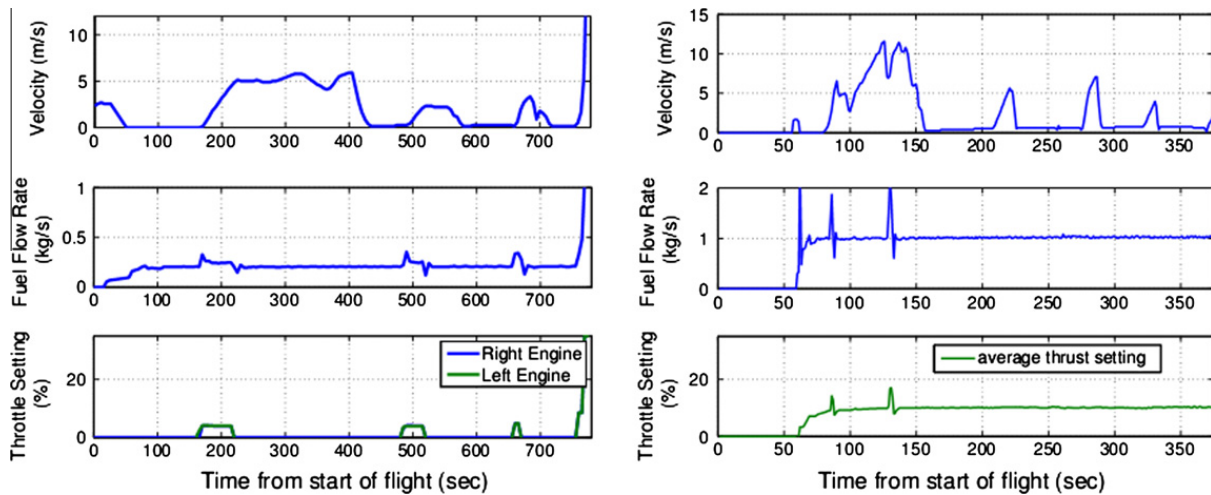 Velocity (m/s)
10
5
0
0 100 200 300 400 500 600 700
Fuel Flow Rate
(kg/s)
1
0.5
0
0 100 200 300 400 500 600 700
Throttle Setting
(%)
20
0
Right Engine
Left Engine
0 100 200 300 400 500 600 700
Time from start of flight (sec)
Velocity (m/s)
15
10
5
0
0 50 100 150 200 250 300 350
Fuel Flow Rate
(kg/s)
2
1
0
0 50 100 150 200 250 300 350
Throttle Setting
(%)
20
0
average thrust setting
0 50 100 150 200 250 300 350
Time from start of flight (sec)